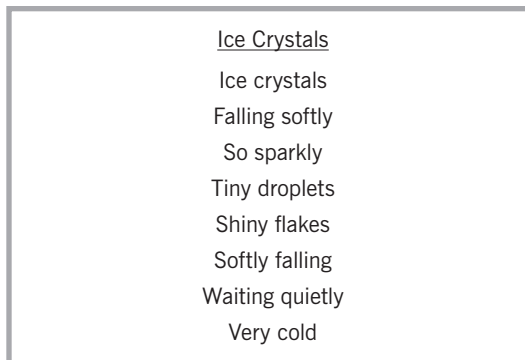 Ice Crystals
Ice crystals
Falling softly
So sparkly
Tiny droplets
Shiny flakes
Softly falling
Waiting quietly
Very cold